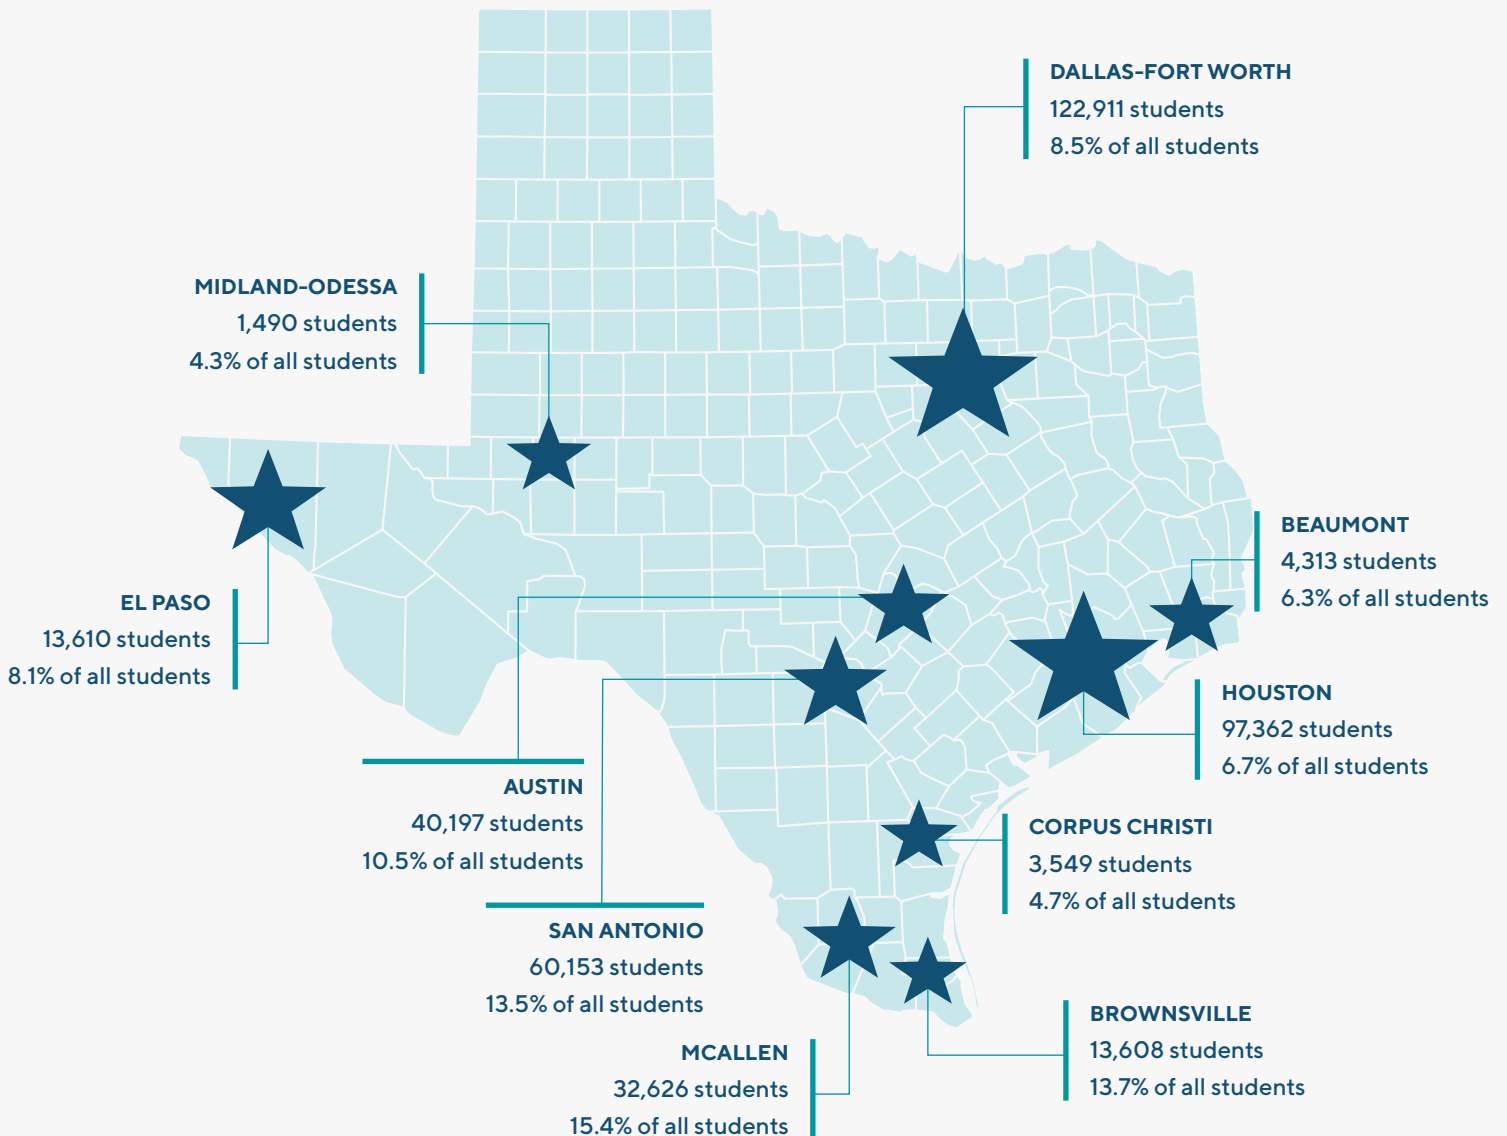 DALLAS-FORT WORTH
122,911 students
8.5% of all students
MIDLAND-ODESSA
1,490 students
4.3% of all students
BEAUMONT
4,313 students
6.3% of all students
EL PASO
13,610 students
8.1% of all students
HOUSTON
97,362 students
6.7% of all students
AUSTIN
40,197 students
10.5% of all students
CORPUS CHRISTI
3,549 students
4.7% of all students
SAN ANTONIO
60,153 students
13.5% of all students
BROWNSVILLE
13,608 students
13.7% of all students
MCALLEN
32,626 students
15.4% of all students